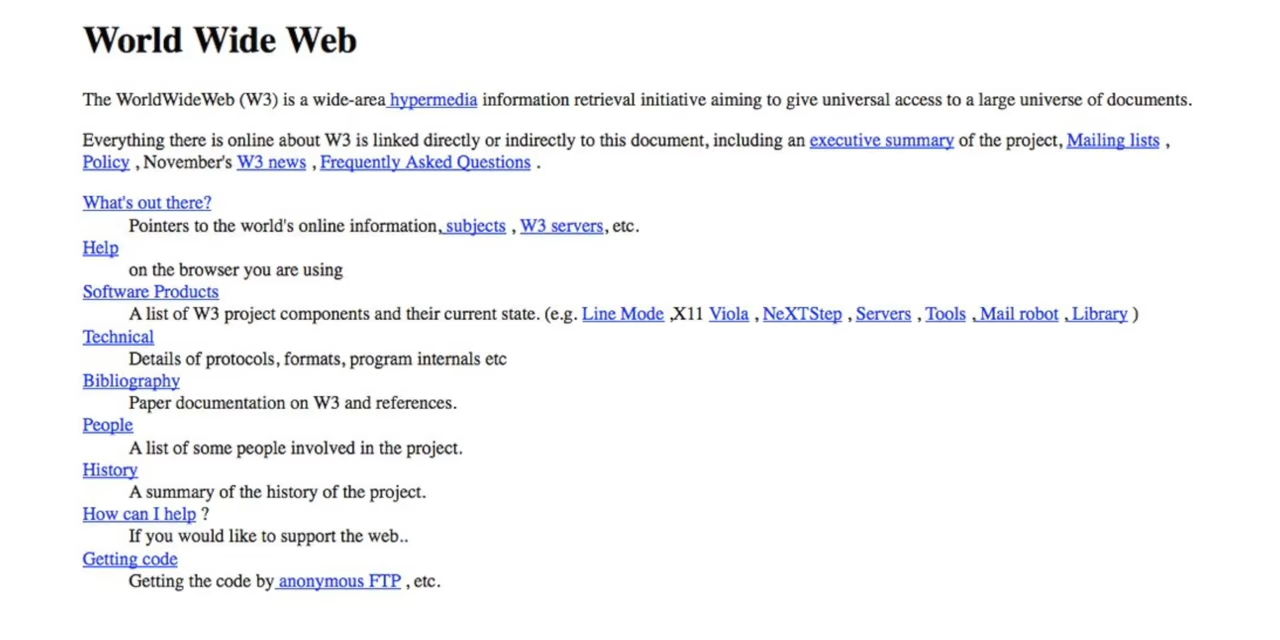 World Wide Web
The WorldWideWeb (W3) is a wide-area hypermedia information retrieval initiative aiming to give universal access to a large universe of documents.
Everything there is online about W3 is linked directly or indirectly to this document, including an executive summary of the project, Mailing lists ,
Policy , November's W3 news , Frequently Asked Questions .
What's out there?
Pointers to the world's online information, subjects , W3 servers, etc.
Help
on the browser you are using
Software Products
A list of W3 project components and their current state. (e.g. Line Mode ,X11 Viola , NeXTStep , Servers , Tools , Mail robot , Library )
Technical
Details of protocols, formats, program internals etc
Bibliography
Paper documentation on W3 and references.
People
A list of some people involved in the project.
History
A summary of the history of the project.
How can I help ?
If you would like to support the web..
Getting code
Getting the code by anonymous FTP , etc.